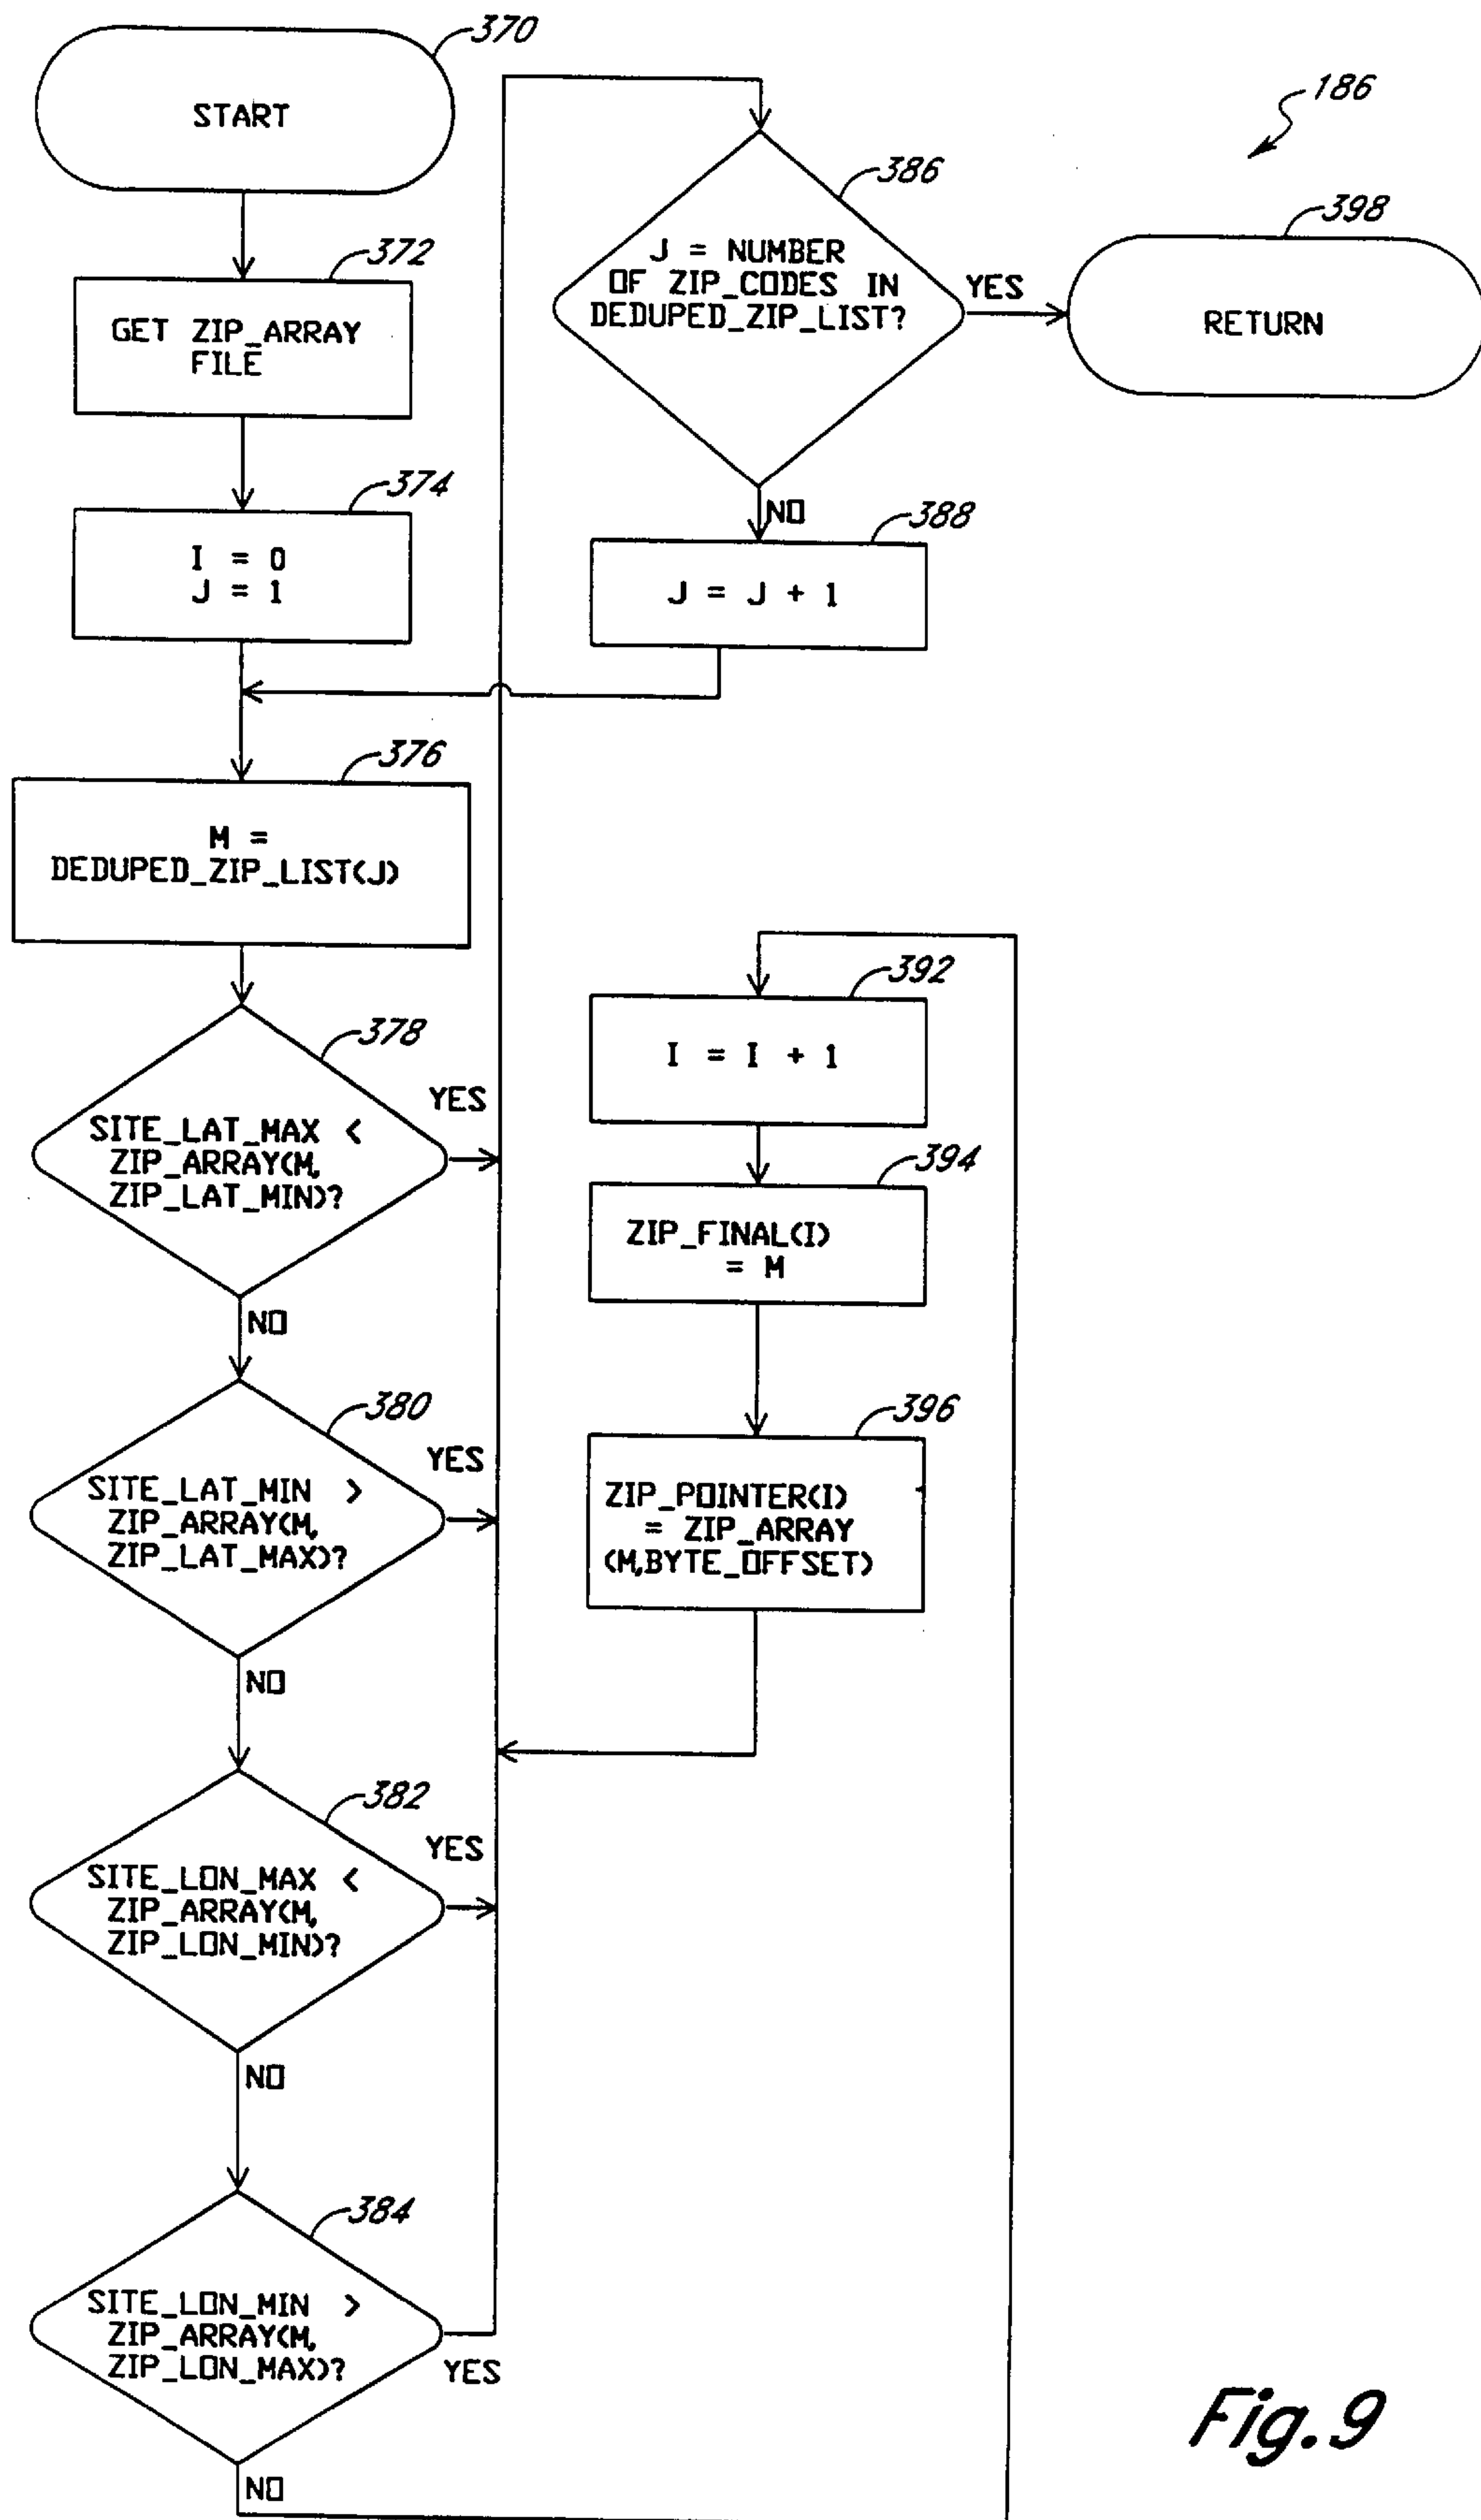 370
START
372
GET ZIP_ARRAY
FILE
374
I = 0
J = 1
376
M =
DEDUPED_ZIP_LIST(J)
378
SITE_LAT_MAX <
ZIP_ARRAY(M,
ZIP_LAT_MIN)?
YES
NO
380
SITE_LAT_MIN >
ZIP_ARRAY(M,
ZIP_LAT_MAX)?
YES
NO
382
SITE_LON_MAX <
ZIP_ARRAY(M,
ZIP_LON_MIN)?
YES
NO
384
SITE_LON_MIN >
ZIP_ARRAY(M,
ZIP_LON_MAX)?
YES
NO
386
J = NUMBER
OF ZIP_CODES IN
DEDUPED_ZIP_LIST?
YES
NO
388
J = J + 1
392
I = I + 1
394
ZIP_FINAL(I)
= M
396
ZIP_POINTER(I)
= ZIP_ARRAY
(M,BYTE_OFFSET)
186
398
RETURN
Fig. 9